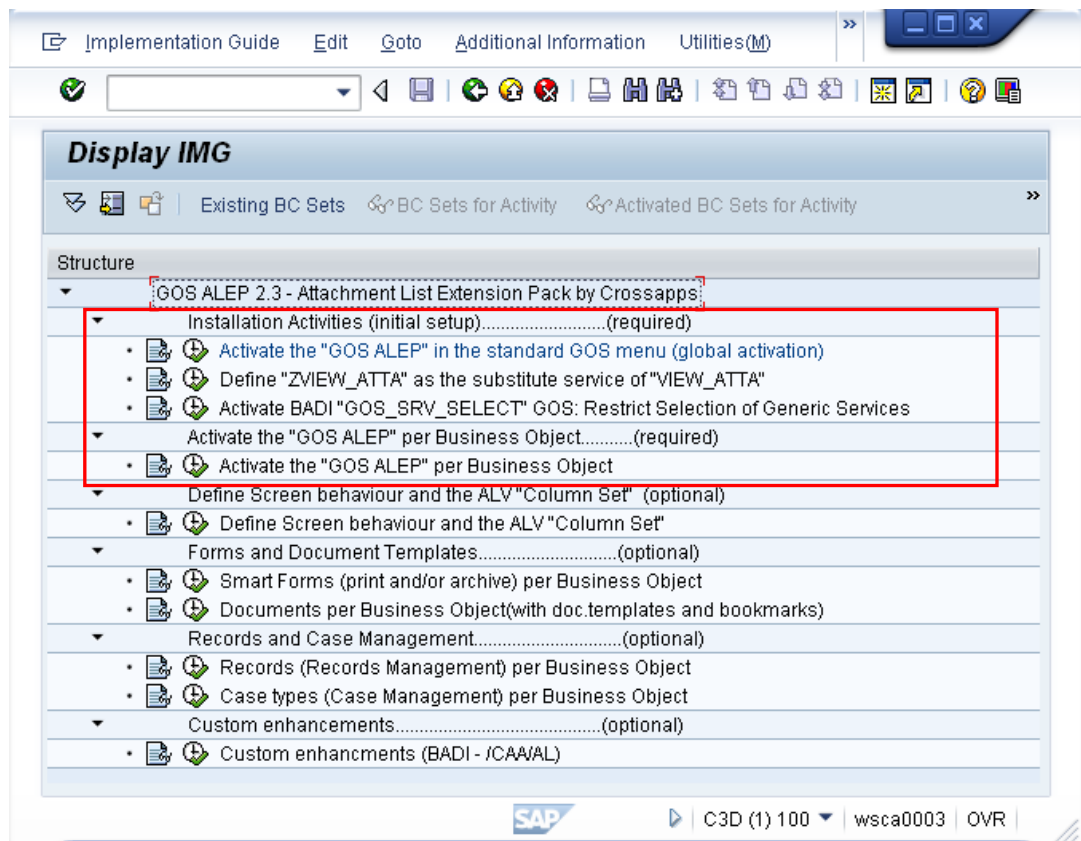 Implementation Guide Edit Goto Additional Information Utilities(M) »
Display IMG
Existing BC Sets BC Sets for Activity Activated BC Sets for Activity »
Structure
GOS ALEP 2.3 - Attachment List Extension Pack by Crossapps
Installation Activities (initial setup).........................(required)
Activate the "GOS ALEP" in the standard GOS menu (global activation)
Define "ZVIEW_ATTA" as the substitute service of "VIEW_ATTA"
Activate BADI "GOS_SRV_SELECT" GOS: Restrict Selection of Generic Services
Activate the "GOS ALEP" per Business Object...........(required)
Activate the "GOS ALEP" per Business Object
Define Screen behaviour and the ALV "Column Set" (optional)
Define Screen behaviour and the ALV "Column Set"
Forms and Document Templates.............................(optional)
Smart Forms (print and/or archive) per Business Object
Documents per Business Object(with doc.templates and bookmarks)
Records and Case Management..............................(optional)
Records (Records Management) per Business Object
Case types (Case Management) per Business Object
Custom enhancements..........................................(optional)
Custom enhancments (BADI - /CAA/AL)
SAP C3D (1) 100 wsca0003 OVR